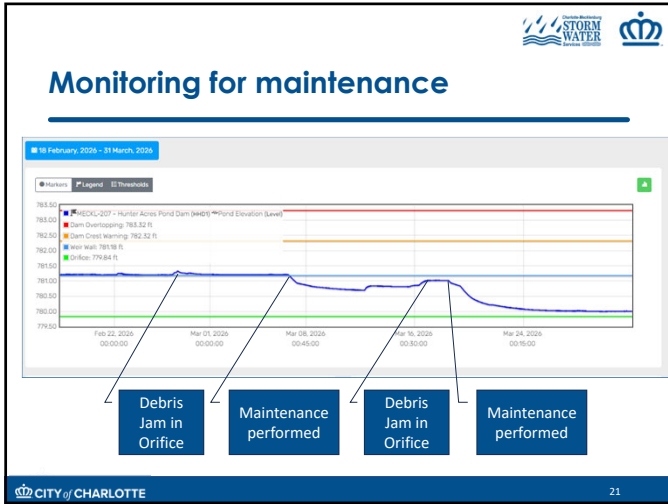 Charlotte-Mecklenburg
STORM
WATER
Services
Monitoring for maintenance
18 February, 2026 - 31 March, 2026
Markers Legend Thresholds
783.50
783.00
782.50
782.00
781.50
781.00
780.50
780.00
779.50
MECKL-207 - Hunter Acres Pond Dam (HHD1) Pond Elevation (Level)
Dam Overtopping: 783.32 ft
Dam Crest Warning: 782.32 ft
Weir Wall: 781.18 ft
Orifice: 779.84 ft
Feb 22, 2026
00:00:00
Mar 01, 2026
00:00:00
Mar 08, 2026
00:45:00
Mar 16, 2026
00:30:00
Mar 24, 2026
00:15:00
Debris
Jam in
Orifice
Maintenance
performed
Debris
Jam in
Orifice
Maintenance
performed
CITY of CHARLOTTE
21